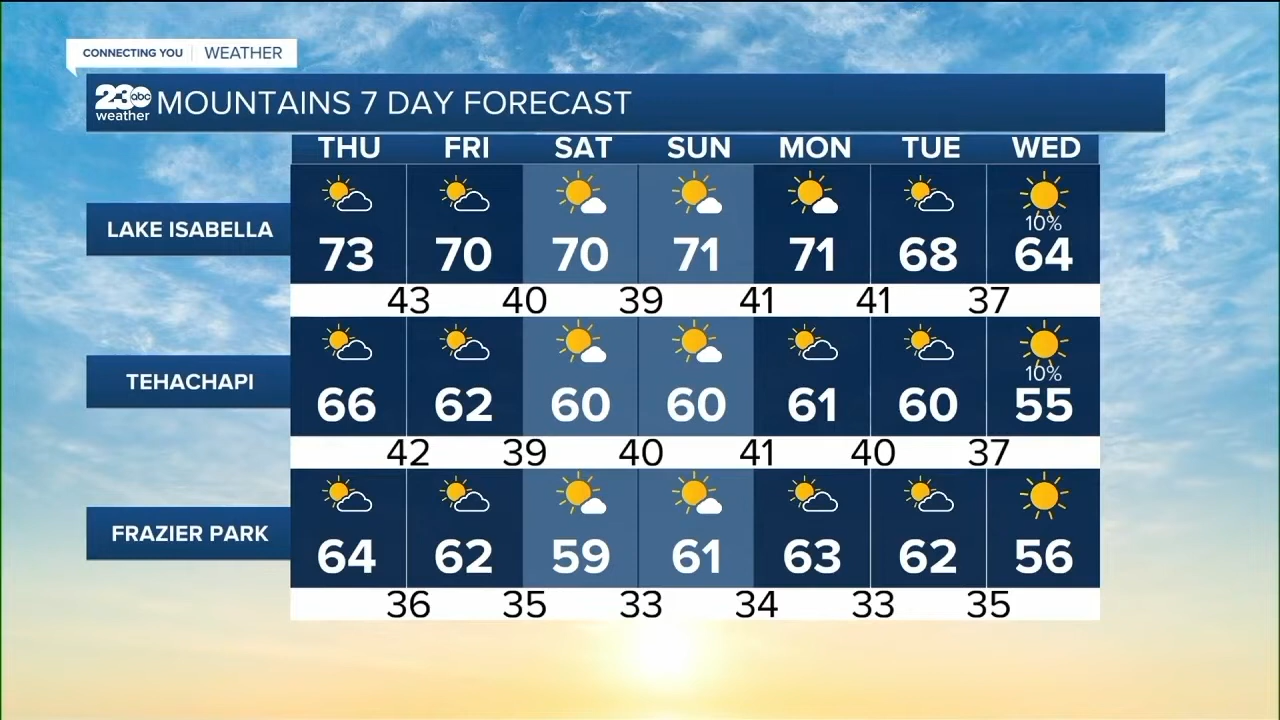 CONNECTING YOU | WEATHER
23 abc
weather
MOUNTAINS 7 DAY FORECAST
THU FRI SAT SUN MON TUE WED
LAKE ISABELLA
10%
73 70 70 71 71 68 64
43 40 39 41 41 37
TEHACHAPI
10%
66 62 60 60 61 60 55
42 39 40 41 40 37
FRAZIER PARK
64 62 59 61 63 62 56
36 35 33 34 33 35